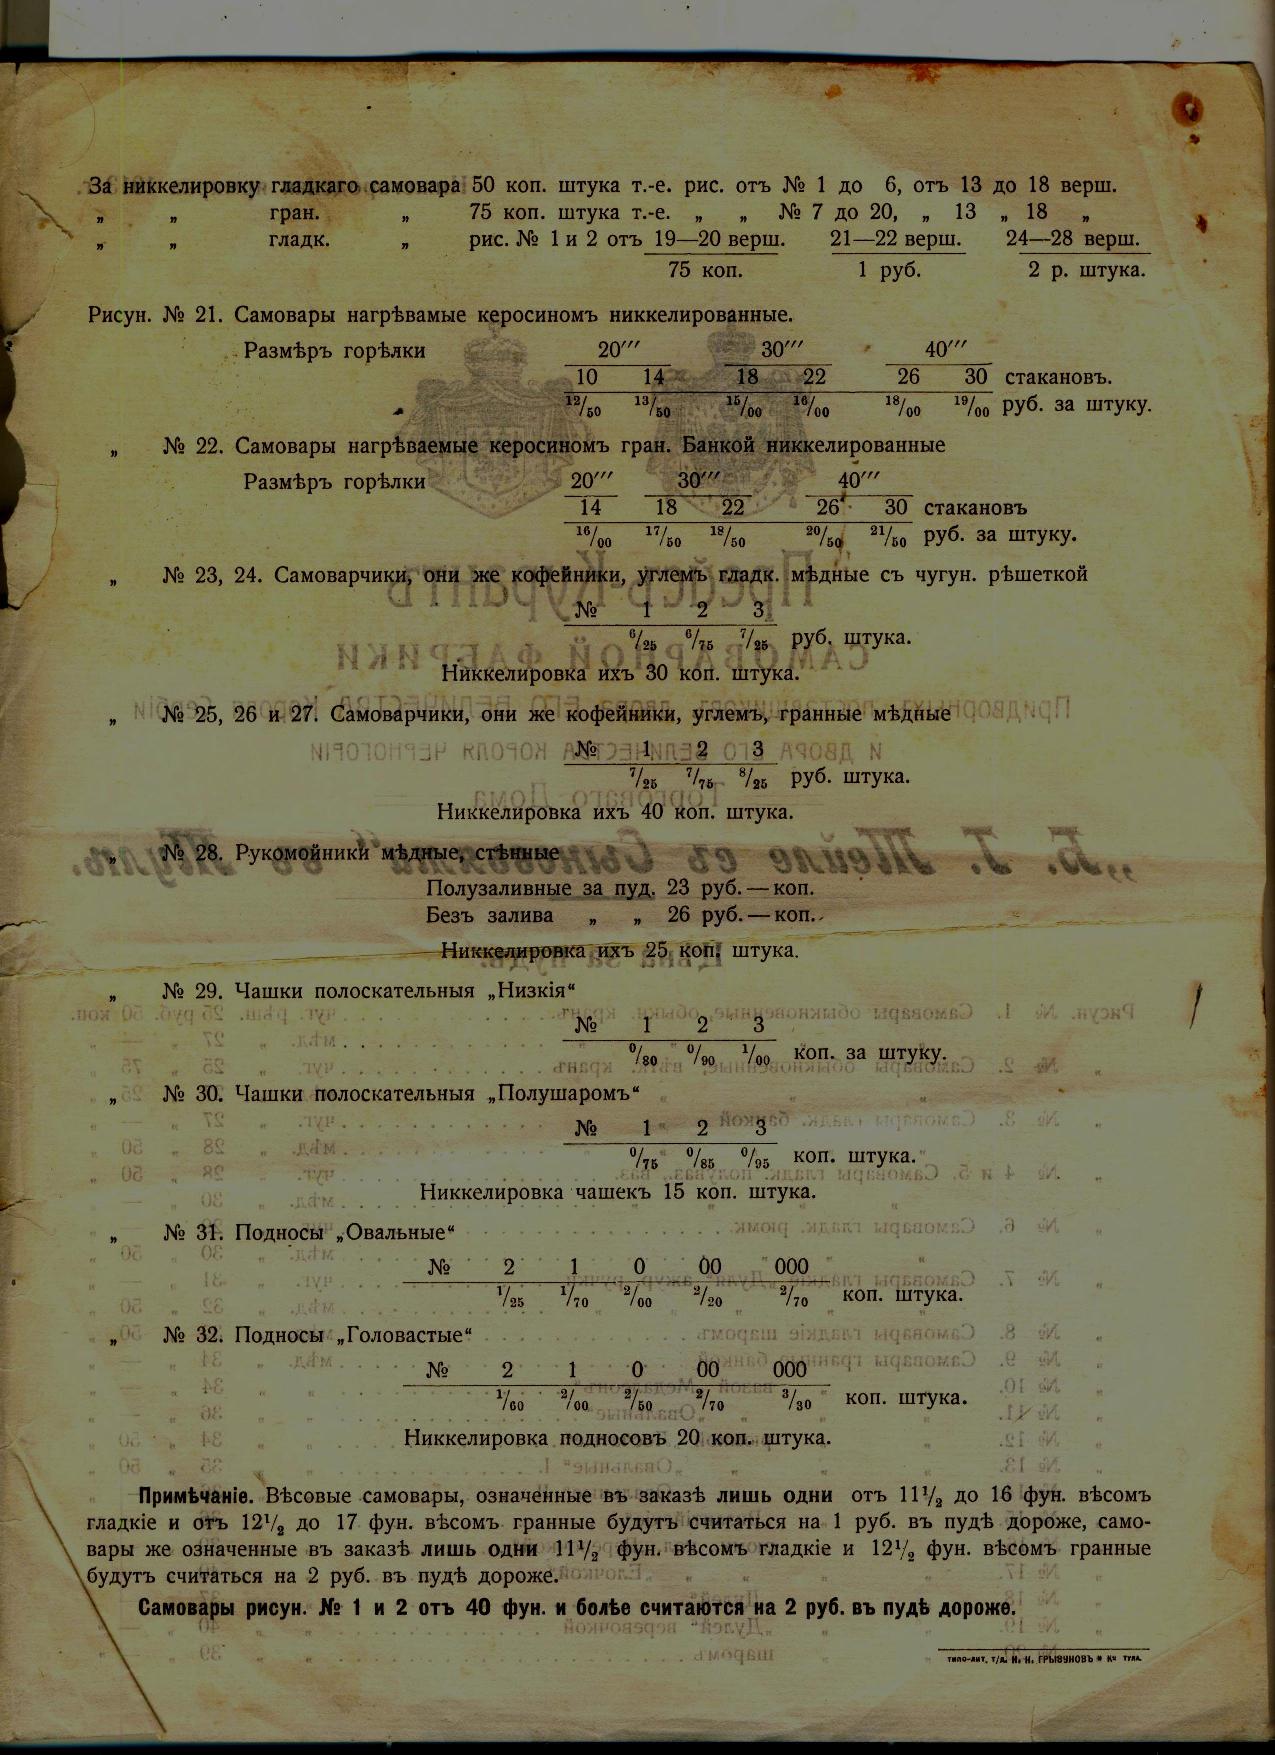 За никкелировку гладкаго самовара 50 коп. штука т.-е. рис. отъ № 1 до 6, отъ 13 до 18 верш.
„ „ гран. „ 75 коп. штука т.-е. „ „ № 7 до 20, „ 13 „ 18 „
„ „ гладк. „ рис. № 1 и 2 отъ 19—20 верш. 21—22 верш. 24—28 верш.
75 коп. 1 руб. 2 р. штука.
Рисун. № 21. Самовары нагрѣвамые керосиномъ никкелированные.
Размѣръ горѣлки 20‴ 30‴ 40‴
10 14 18 22 26 30 стакановъ.
12/50 13/50 15/00 16/00 18/00 19/00 руб. за штуку.
„ № 22. Самовары нагрѣваемые керосиномъ гран. Банкой никкелированные
Размѣръ горѣлки 20‴ 30‴ 40‴
14 18 22 26 30 стакановъ
16/00 17/50 18/50 20/50 21/50 руб. за штуку.
„ № 23, 24. Самоварчики, они же кофейники, углемъ гладк. мѣдные съ чугун. рѣшеткой
№ 1 2 3
6/25 6/75 7/25 руб. штука.
Никкелировка ихъ 30 коп. штука.
„ № 25, 26 и 27. Самоварчики, они же кофейники, углемъ, гранные мѣдные
№ 1 2 3
7/25 7/75 8/25 руб. штука.
Никкелировка ихъ 40 коп. штука.
„ № 28. Рукомойники мѣдные, стѣнные
Полузаливные за пуд. 23 руб. — коп.
Безъ залива „ „ 26 руб. — коп.
Никкелировка ихъ 25 коп. штука.
„ № 29. Чашки полоскательныя „Низкія“
№ 1 2 3
0/80 0/90 1/00 коп. за штуку.
„ № 30. Чашки полоскательныя „Полушаромъ“
№ 1 2 3
0/75 0/85 0/95 коп. штука.
Никкелировка чашекъ 15 коп. штука.
„ № 31. Подносы „Овальные“
№ 2 1 0 00 000
1/25 1/70 2/00 2/20 2/70 коп. штука.
„ № 32. Подносы „Головастые“
№ 2 1 0 00 000
1/60 2/00 2/50 2/70 3/30 коп. штука.
Никкелировка подносовъ 20 коп. штука.
Примѣчаніе. Вѣсовые самовары, означенные въ заказѣ лишь одни отъ 11½ до 16 фун. вѣсомъ
гладкіе и отъ 12½ до 17 фун. вѣсомъ гранные будутъ считаться на 1 руб. въ пудѣ дороже, само-
вары же означенные въ заказѣ лишь одни 11½ фун. вѣсомъ гладкіе и 12½ фун. вѣсомъ гранные
будутъ считаться на 2 руб. въ пудѣ дороже.
Самовары рисун. № 1 и 2 отъ 40 фун. и болѣе считаются на 2 руб. въ пудѣ дороже.
ТИПО-ЛИТ. Т/Д. И. Н. ГРЫЗУНОВЪ и Кº ТУЛА.